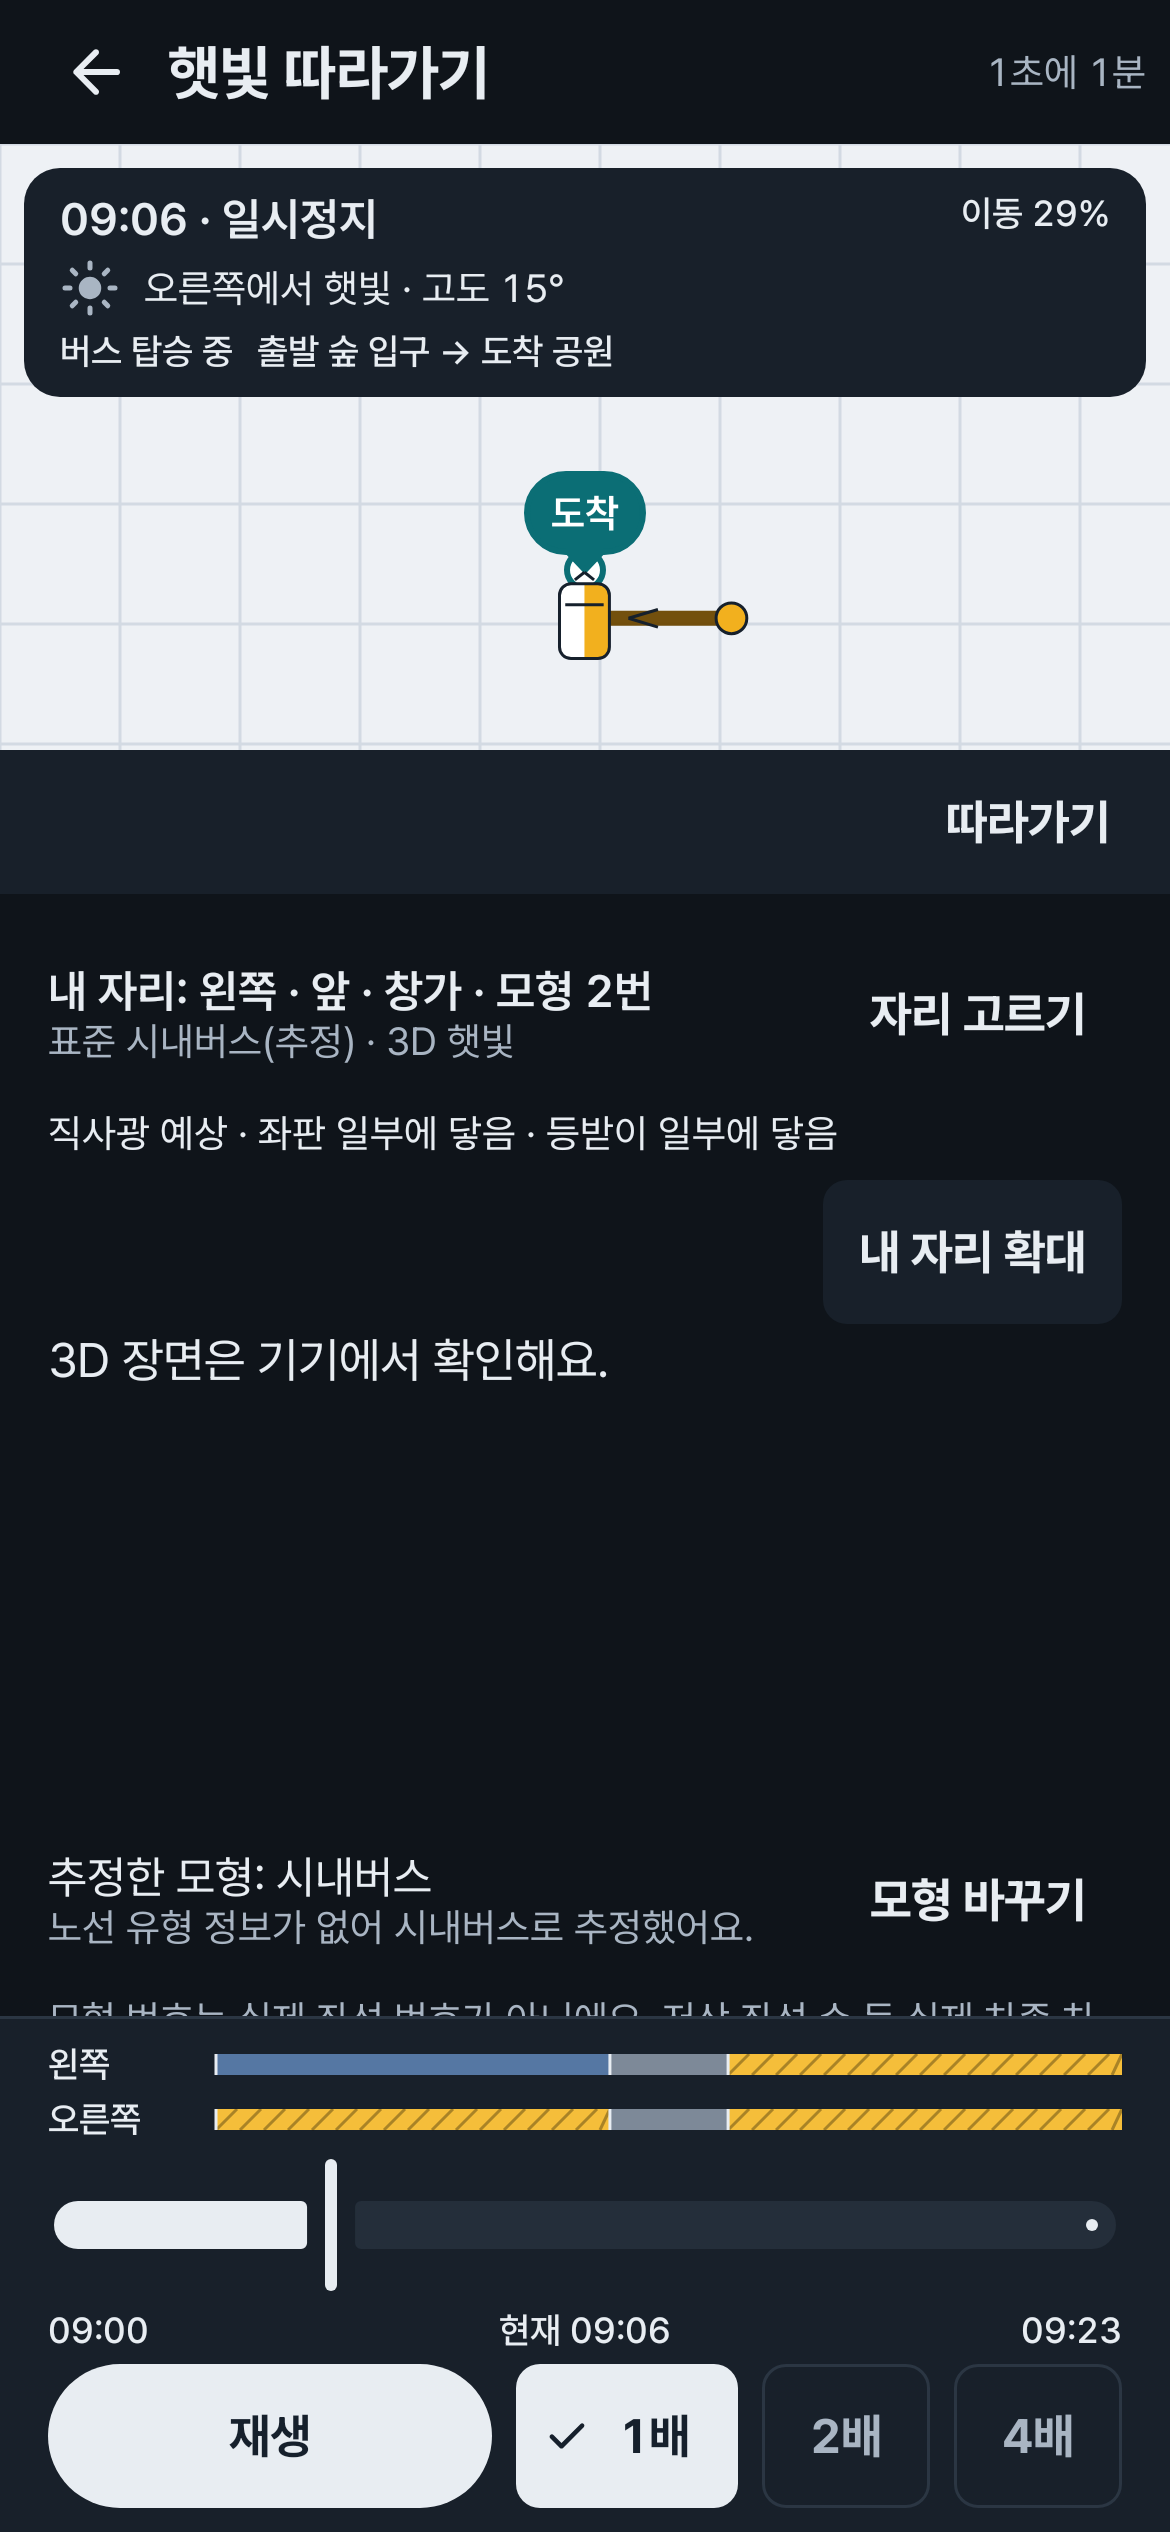 햇빛 따라가기
1초에 1분
09:06 · 일시정지
이동 29%
오른쪽에서 햇빛 · 고도 15°
버스 탑승 중 출발 숲 입구 → 도착 공원
도착
따라가기
내 자리: 왼쪽 · 앞 · 창가 · 모형 2번
표준 시내버스(추정) · 3D 햇빛
자리 고르기
직사광 예상 · 좌판 일부에 닿음 · 등받이 일부에 닿음
내 자리 확대
3D 장면은 기기에서 확인해요.
추정한 모형: 시내버스
노선 유형 정보가 없어 시내버스로 추정했어요.
모형 바꾸기
왼쪽
오른쪽
09:00
현재 09:06
09:23
재생
1배
2배
4배